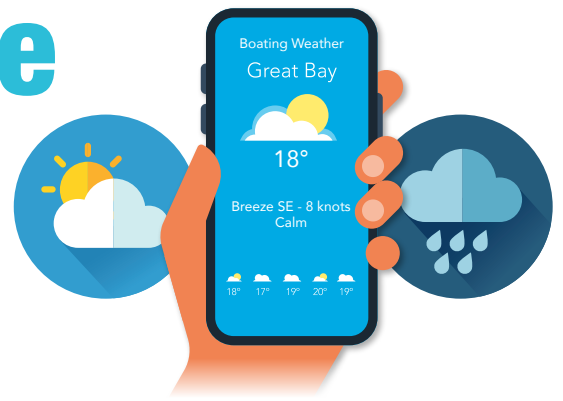 e
Boating Weather
Great Bay
18°
Breeze SE - 8 knots
Calm
18° 17° 19° 20° 19°